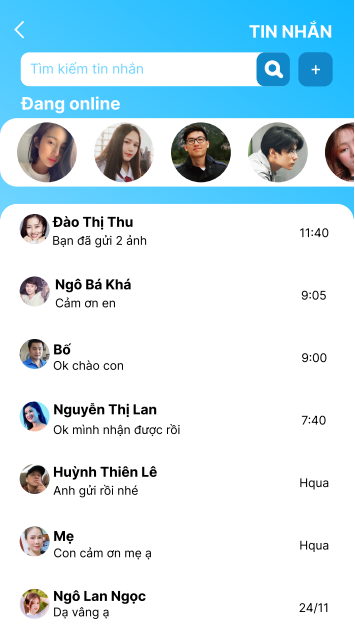 TIN NHẮN
Tìm kiếm tin nhắn
+
Đang online
Đào Thị Thu
Bạn đã gửi 2 ảnh
11:40
Ngô Bá Khá
Cảm ơn en
9:05
Bố
Ok chào con
9:00
Nguyễn Thị Lan
Ok mình nhận được rồi
7:40
Huỳnh Thiên Lê
Anh gửi rồi nhé
Hqua
Mẹ
Con cảm ơn mẹ ạ
Hqua
Ngô Lan Ngọc
Dạ vâng ạ
24/11